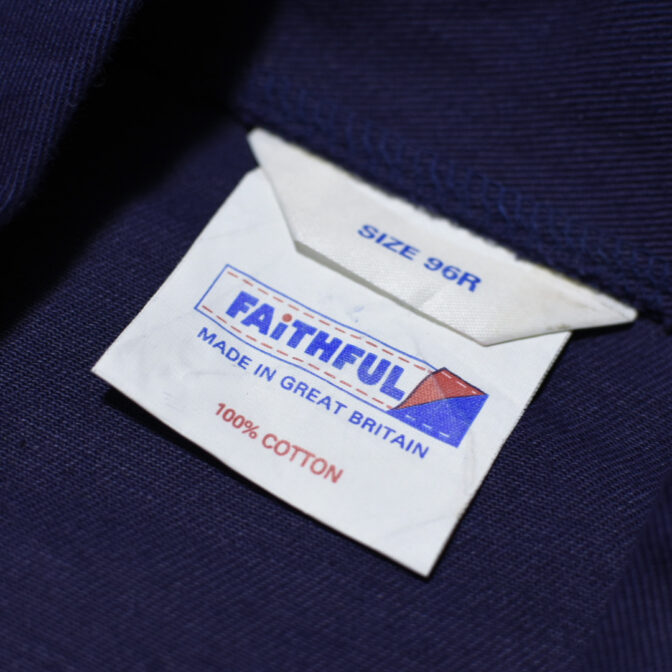 SIZE 96R
FAiTHFUL
MADE IN GREAT BRITAIN
100% COTTON